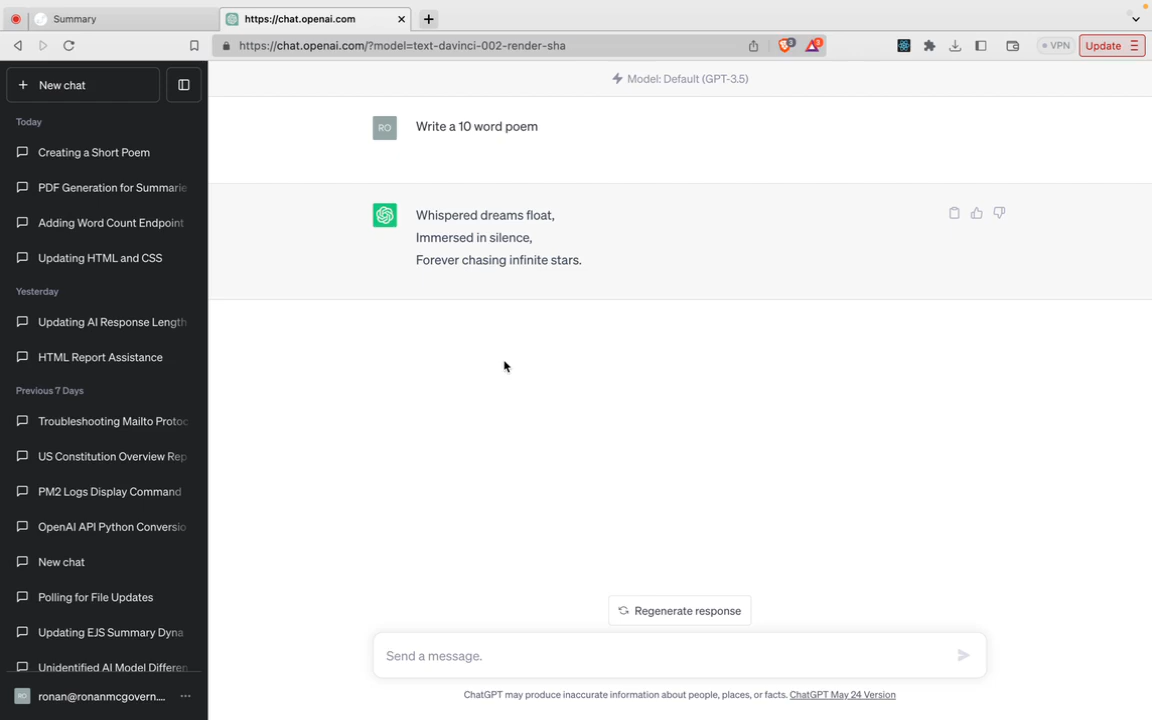 Summary
https://chat.openai.com
https://chat.openai.com/?model=text-davinci-002-render-sha
3
3
VPN
Update
New chat
Model: Default (GPT-3.5)
Today
Creating a Short Poem
PDF Generation for Summarie
Adding Word Count Endpoint
Updating HTML and CSS
Yesterday
Updating AI Response Length
HTML Report Assistance
Previous 7 Days
Troubleshooting Mailto Protoc
US Constitution Overview Rep
PM2 Logs Display Command
OpenAI API Python Conversio
New chat
Polling for File Updates
Updating EJS Summary Dyna
Unidentified AI Model Differen
RO ronan@ronanmcgovern....
RO Write a 10 word poem
Whispered dreams float,
Immersed in silence,
Forever chasing infinite stars.
Regenerate response
Send a message.
ChatGPT may produce inaccurate information about people, places, or facts. ChatGPT May 24 Version